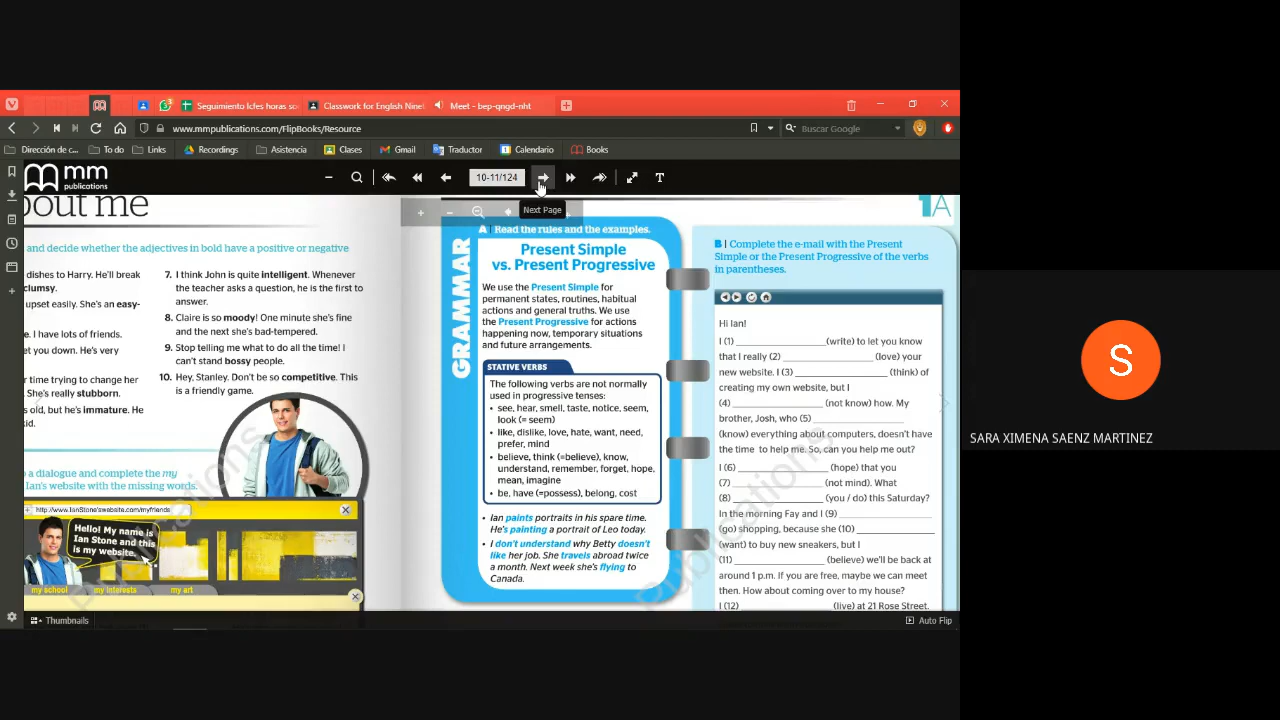 Seguimiento Icfes horas so
Classwork for English Ninet
Meet - bep-qngd-nht
www.mmpublications.com/FlipBooks/Resource
Buscar Google
Dirección de c...
To do
Links
Recordings
Asistencia
Clases
Gmail
Traductor
Calendario
Books
mm
publications
10-11/124
Next Page
out me
and decide whether the adjectives in bold have a positive or negative
dishes to Harry. He'll break
clumsy.
upset easily. She's an easy-
. I have lots of friends.
et you down. He's very
r time trying to change her
She's really stubborn.
old, but he's immature. He
kid.
7. I think John is quite intelligent. Whenever
the teacher asks a question, he is the first to
answer.
8. Claire is so moody! One minute she's fine
and the next she's bad-tempered.
9. Stop telling me what to do all the time! I
can't stand bossy people.
10. Hey, Stanley. Don't be so competitive. This
is a friendly game.
a dialogue and complete the my
Ian's website with the missing words.
http://www.IanStone'swebsite.com/myfriends
Hello! My name is
Ian Stone and this
is my website.
my school
my interests
my art
GRAMMAR
A | Read the rules and the examples.
Present Simple
vs. Present Progressive
We use the Present Simple for
permanent states, routines, habitual
actions and general truths. We use
the Present Progressive for actions
happening now, temporary situations
and future arrangements.
STATIVE VERBS
The following verbs are not normally
used in progressive tenses:
• see, hear, smell, taste, notice, seem,
look (= seem)
• like, dislike, love, hate, want, need,
prefer, mind
• believe, think (=believe), know,
understand, remember, forget, hope,
mean, imagine
• be, have (=possess), belong, cost
• Ian paints portraits in his spare time.
He's painting a portrait of Leo today.
• I don't understand why Betty doesn't
like her job. She travels abroad twice
a month. Next week she's flying to
Canada.
1A
B | Complete the e-mail with the Present
Simple or the Present Progressive of the verbs
in parentheses.
Hi Ian!
I (1) ____________________ (write) to let you know
that I really (2) ____________________ (love) your
new website. I (3) ____________________ (think) of
creating my own website, but I
(4) ____________________ (not know) how. My
brother, Josh, who (5) ____________________
(know) everything about computers, doesn't have
the time to help me. So, can you help me out?
I (6) ____________________ (hope) that you
(7) ____________________ (not mind). What
(8) ____________________ (you / do) this Saturday?
In the morning Fay and I (9) ____________________
(go) shopping, because she (10) ____________________
(want) to buy new sneakers, but I
(11) ____________________ (believe) we'll be back at
around 1 p.m. If you are free, maybe we can meet
then. How about coming over to my house?
I (12) ____________________ (live) at 21 Rose Street.
Publications
Thumbnails
Auto Flip
S
SARA XIMENA SAENZ MARTINEZ